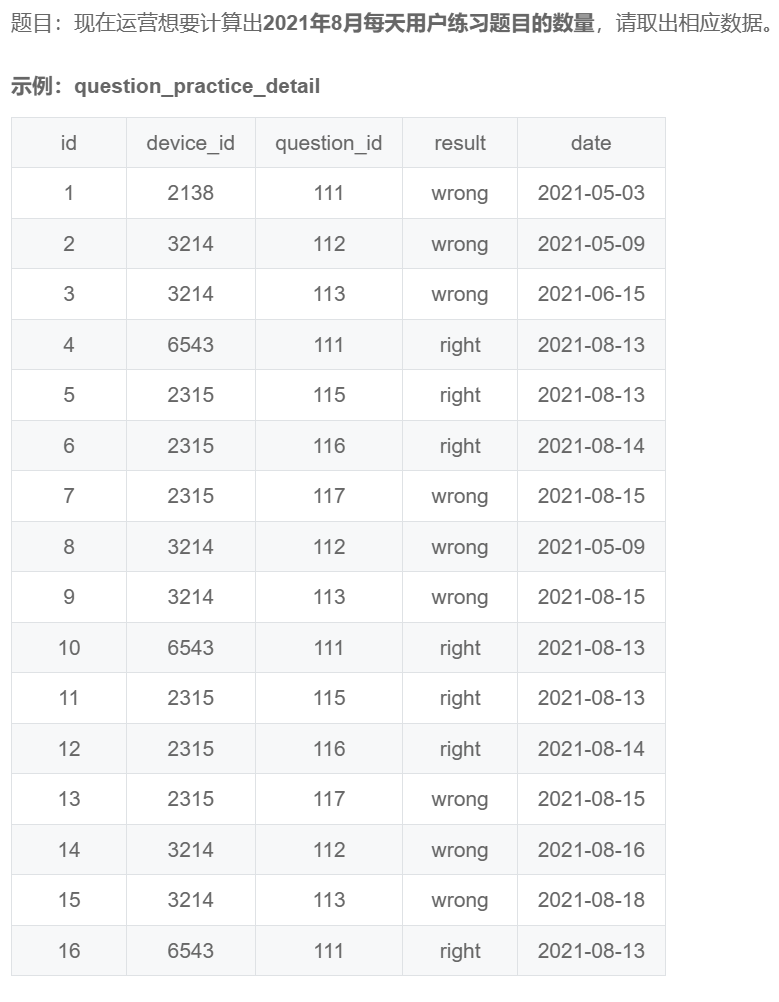 题目：现在运营想要计算出2021年8月每天用户练习题目的数量，请取出相应数据。
示例：question_practice_detail
id device_id question_id result date
1 2138 111 wrong 2021-05-03
2 3214 112 wrong 2021-05-09
3 3214 113 wrong 2021-06-15
4 6543 111 right 2021-08-13
5 2315 115 right 2021-08-13
6 2315 116 right 2021-08-14
7 2315 117 wrong 2021-08-15
8 3214 112 wrong 2021-05-09
9 3214 113 wrong 2021-08-15
10 6543 111 right 2021-08-13
11 2315 115 right 2021-08-13
12 2315 116 right 2021-08-14
13 2315 117 wrong 2021-08-15
14 3214 112 wrong 2021-08-16
15 3214 113 wrong 2021-08-18
16 6543 111 right 2021-08-13